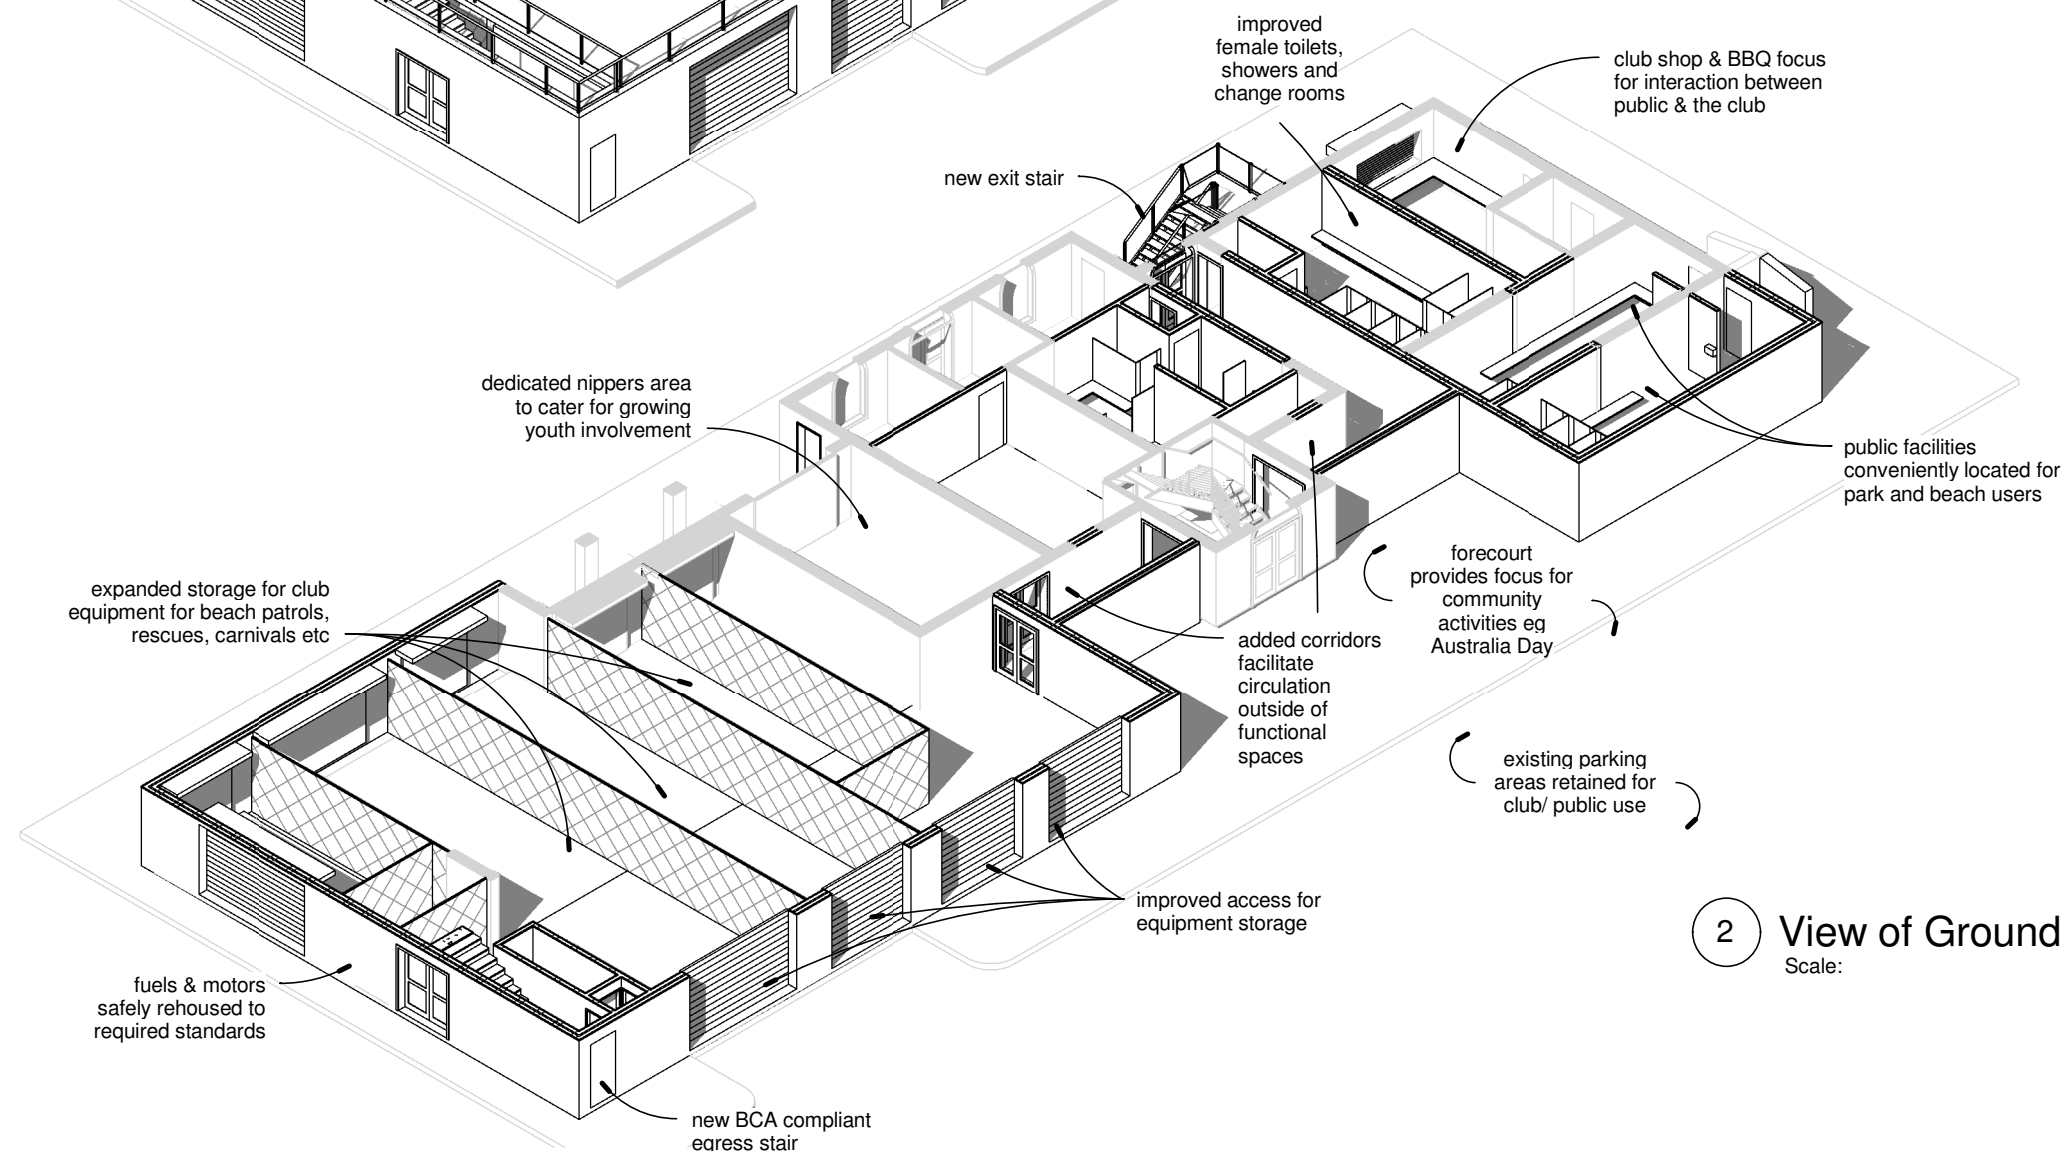 improved
female toilets,
showers and
change rooms
club shop & BBQ focus
for interaction between
public & the club
new exit stair
dedicated nippers area
to cater for growing
youth involvement
public facilities
conveniently located for
park and beach users
forecourt
provides focus for
community
activities eg
Australia Day
expanded storage for club
equipment for beach patrols,
rescues, carnivals etc
added corridors
facilitate
circulation
outside of
functional
spaces
existing parking
areas retained for
club/ public use
improved access for
equipment storage
2
View of Ground
Scale:
fuels & motors
safely rehoused to
required standards
new BCA compliant
egress stair